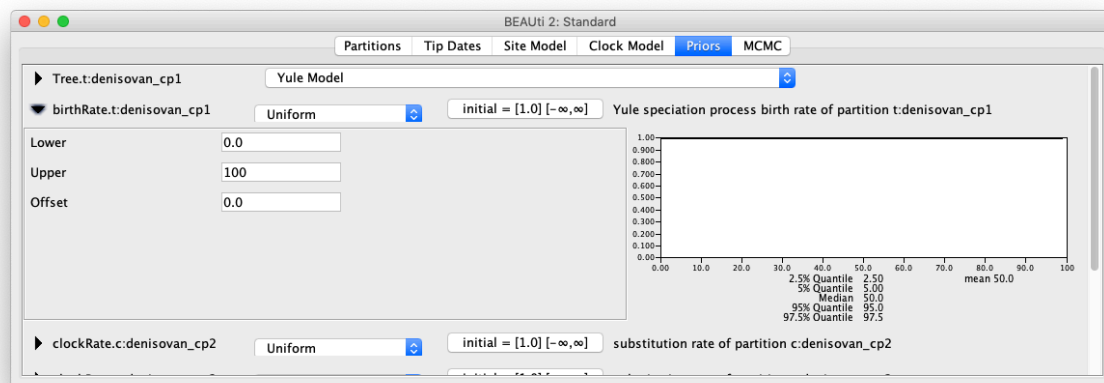 BEAUti 2: Standard
Partitions Tip Dates Site Model Clock Model Priors MCMC
Tree.t:denisovan_cp1 Yule Model
birthRate.t:denisovan_cp1 Uniform initial = [1.0] [-∞,∞] Yule speciation process birth rate of partition t:denisovan_cp1
Lower 0.0
Upper 100
Offset 0.0
1.00
0.900
0.800
0.700
0.600
0.500
0.400
0.300
0.200
0.100
0.00
0.00 10.0 20.0 30.0 40.0 50.0 60.0 70.0 80.0 90.0 100
2.5% Quantile 2.50 mean 50.0
5% Quantile 5.00
Median 50.0
95% Quantile 95.0
97.5% Quantile 97.5
clockRate.c:denisovan_cp2 Uniform initial = [1.0] [-∞,∞] substitution rate of partition c:denisovan_cp2